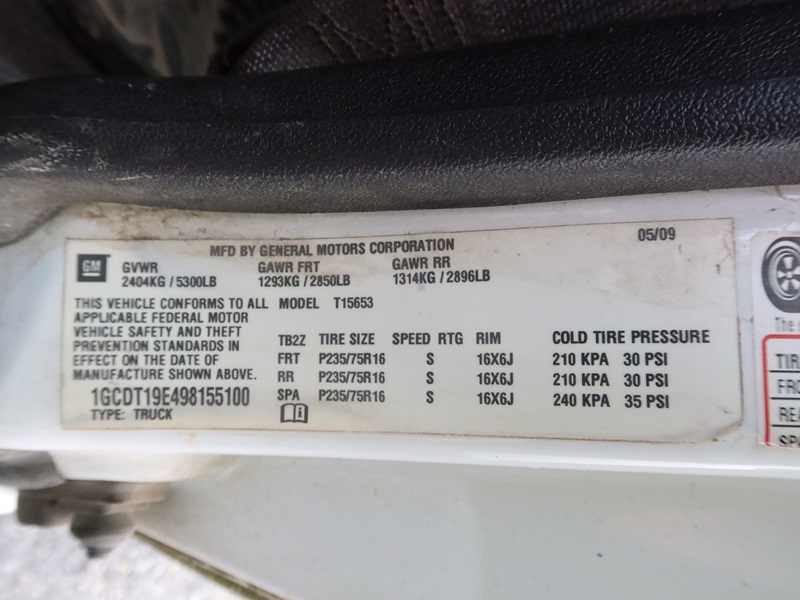 MFD BY GENERAL MOTORS CORPORATION 05/09
GM
GVWR GAWR FRT GAWR RR
2404KG / 5300LB 1293KG / 2850LB 1314KG / 2896LB
THIS VEHICLE CONFORMS TO ALL MODEL T15653
APPLICABLE FEDERAL MOTOR
VEHICLE SAFETY AND THEFT
PREVENTION STANDARDS IN
EFFECT ON THE DATE OF
MANUFACTURE SHOWN ABOVE.
1GCDT19E498155100
TYPE: TRUCK
TB2Z TIRE SIZE SPEED RTG RIM COLD TIRE PRESSURE
FRT P235/75R16 S 16X6J 210 KPA 30 PSI
RR P235/75R16 S 16X6J 210 KPA 30 PSI
SPA P235/75R16 S 16X6J 240 KPA 35 PSI
The